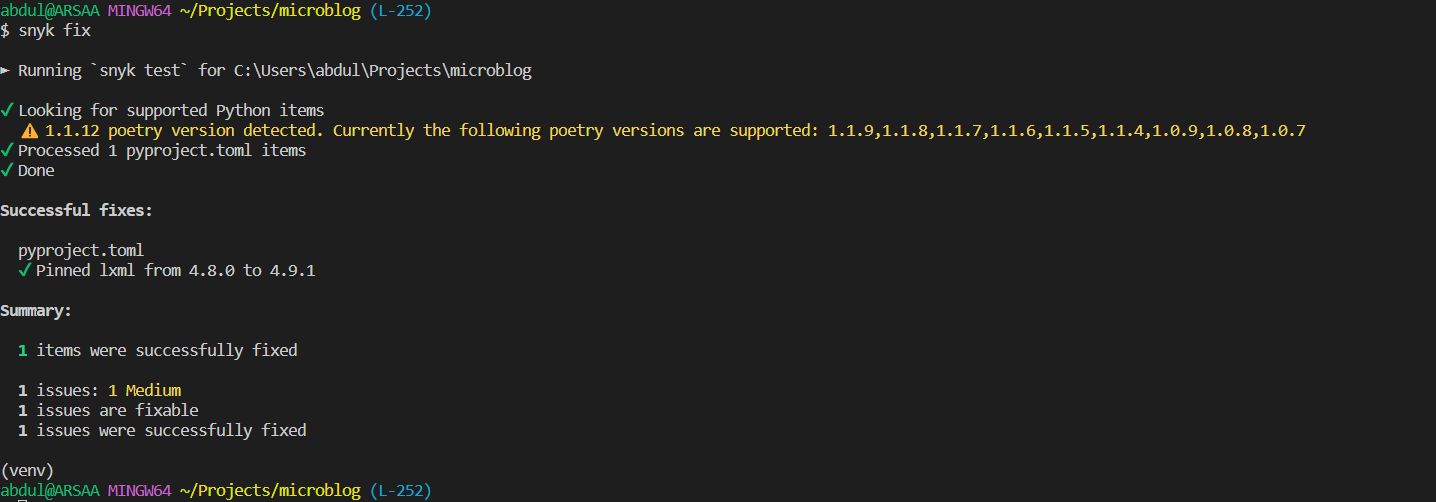 abdul@ARSAA MINGW64 ~/Projects/microblog (L-252)
$ snyk fix
► Running `snyk test` for C:\Users\abdul\Projects\microblog
✔ Looking for supported Python items
⚠ 1.1.12 poetry version detected. Currently the following poetry versions are supported: 1.1.9,1.1.8,1.1.7,1.1.6,1.1.5,1.1.4,1.0.9,1.0.8,1.0.7
✔ Processed 1 pyproject.toml items
✔ Done
Successful fixes:
pyproject.toml
✔ Pinned lxml from 4.8.0 to 4.9.1
Summary:
1 items were successfully fixed
1 issues: 1 Medium
1 issues are fixable
1 issues were successfully fixed
(venv)
abdul@ARSAA MINGW64 ~/Projects/microblog (L-252)